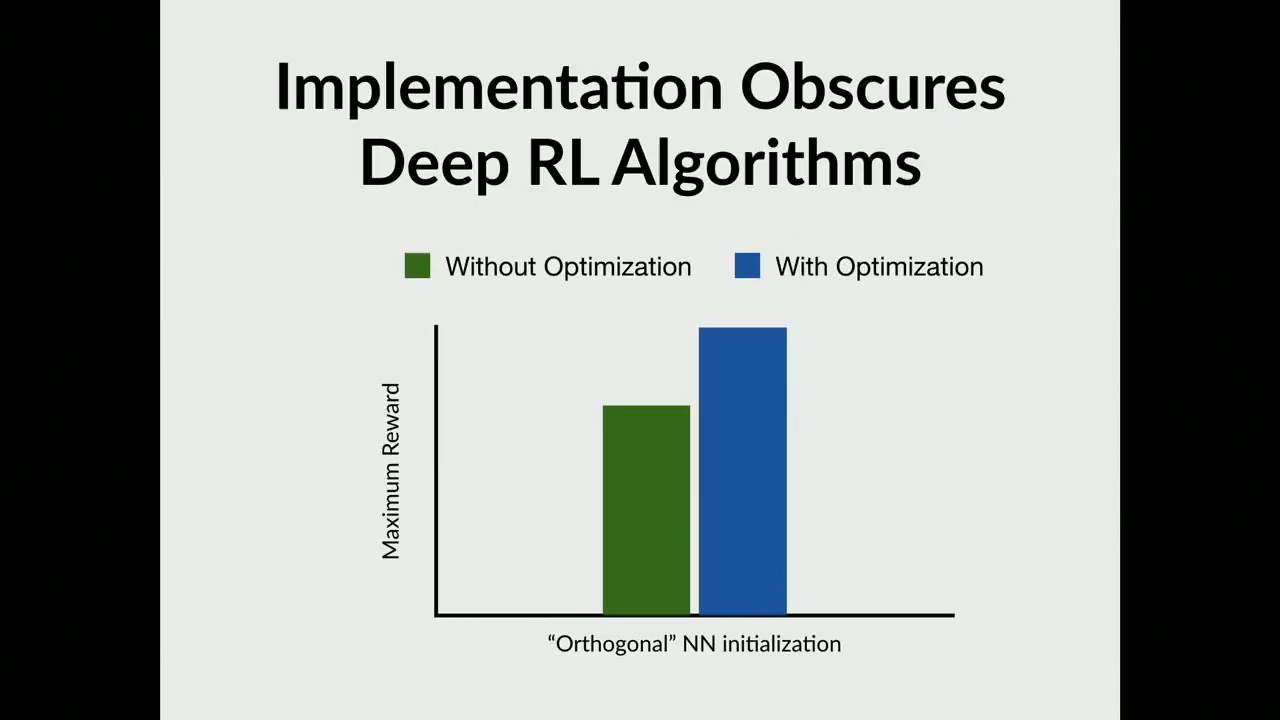 Implementation Obscures
Deep RL Algorithms
Without Optimization With Optimization
Maximum Reward
“Orthogonal” NN initialization